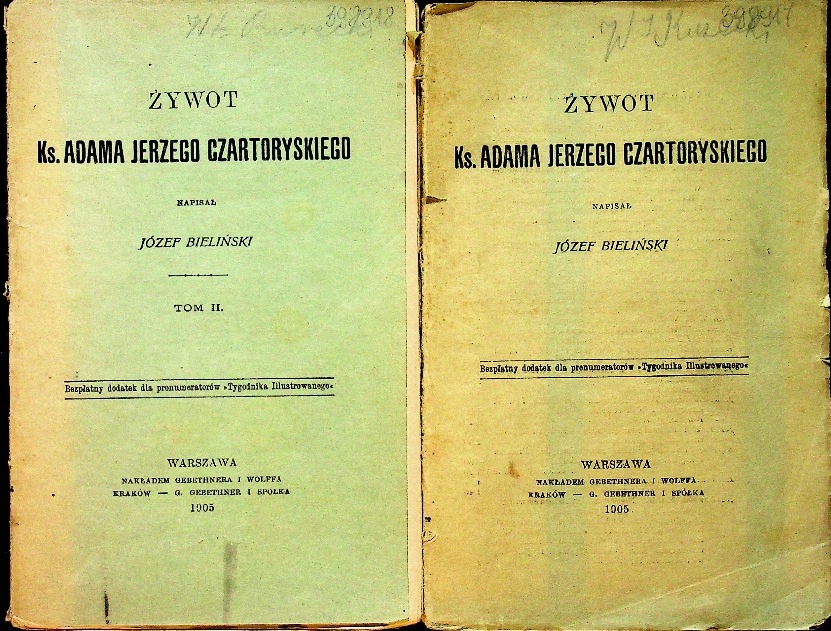 398918
ŻYWOT
Ks. ADAMA JERZEGO CZARTORYSKIEGO
NAPISAŁ
JÓZEF BIELIŃSKI
TOM II.
Bezpłatny dodatek dla prenumeratorów »Tygodnika Illustrowanego«
WARSZAWA
NAKŁADEM GEBETHNERA I WOLFFA
KRAKÓW — G. GEBETHNER I SPÓŁKA
1905
398917
ŻYWOT
Ks. ADAMA JERZEGO CZARTORYSKIEGO
NAPISAŁ
JÓZEF BIELIŃSKI
Bezpłatny dodatek dla prenumeratorów »Tygodnika Illustrowanego«
WARSZAWA
NAKŁADEM GEBETHNERA I WOLFFA
KRAKÓW — G. GEBETHNER I SPÓŁKA
1905